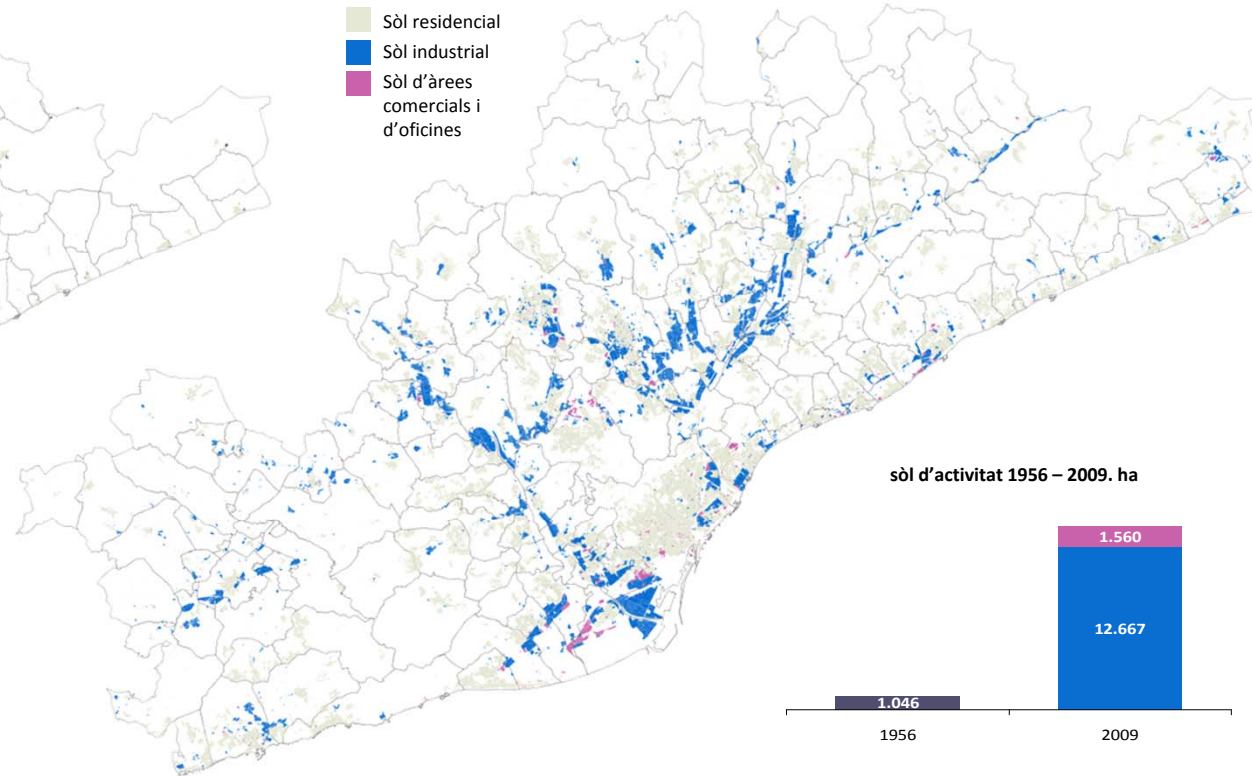 Sòl residencial
Sòl industrial
Sòl d'àrees
comercials i
d'oficines
sòl d'activitat 1956 – 2009. ha
1.560
12.667
1.046
1956
2009